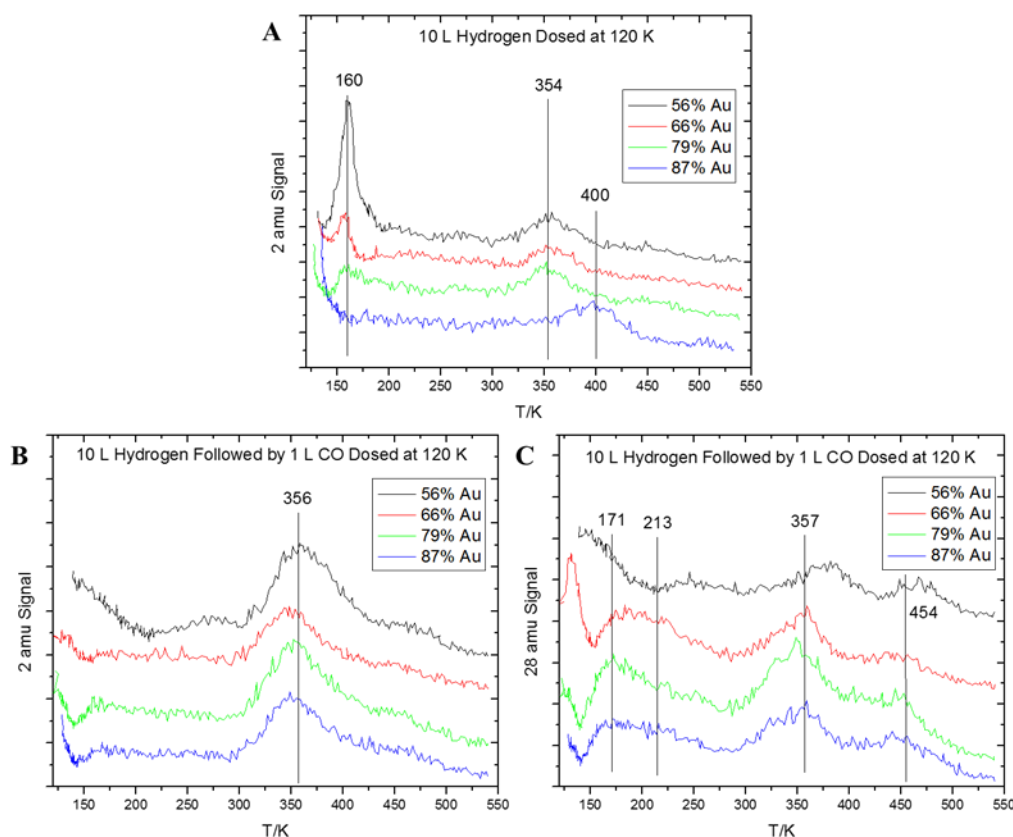 A
10 L Hydrogen Dosed at 120 K
160
354
400
56% Au
66% Au
79% Au
87% Au
2 amu Signal
150 200 250 300 350 400 450 500 550
T/K
B
10 L Hydrogen Followed by 1 L CO Dosed at 120 K
356
56% Au
66% Au
79% Au
87% Au
2 amu Signal
150 200 250 300 350 400 450 500 550
T/K
C
10 L Hydrogen Followed by 1 L CO Dosed at 120 K
171
213
357
454
56% Au
66% Au
79% Au
87% Au
28 amu Signal
150 200 250 300 350 400 450 500 550
T/K